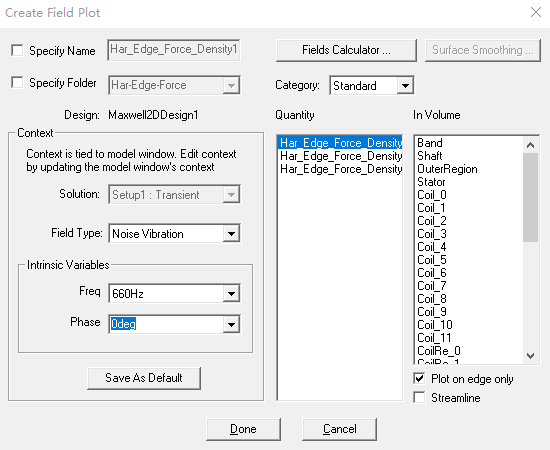 Create Field Plot
Specify Name
Har_Edge_Force_Density1
Fields Calculator ...
Surface Smoothing ...
Specify Folder
Har-Edge-Force
Category:
Standard
Design:
Maxwell2DDesign1
Quantity
In Volume
Context
Context is tied to model window. Edit context
by updating the model window's context
Solution:
Setup1 : Transient
Field Type:
Noise Vibration
Intrinsic Variables
Freq
660Hz
Phase
0deg
Save As Default
Har_Edge_Force_Density
Har_Edge_Force_Density
Har_Edge_Force_Density
Band
Shaft
OuterRegion
Stator
Coil_0
Coil_1
Coil_2
Coil_3
Coil_4
Coil_5
Coil_6
Coil_7
Coil_8
Coil_9
Coil_10
Coil_11
CoilRe_0
CoilRe_1
Plot on edge only
Streamline
Done
Cancel